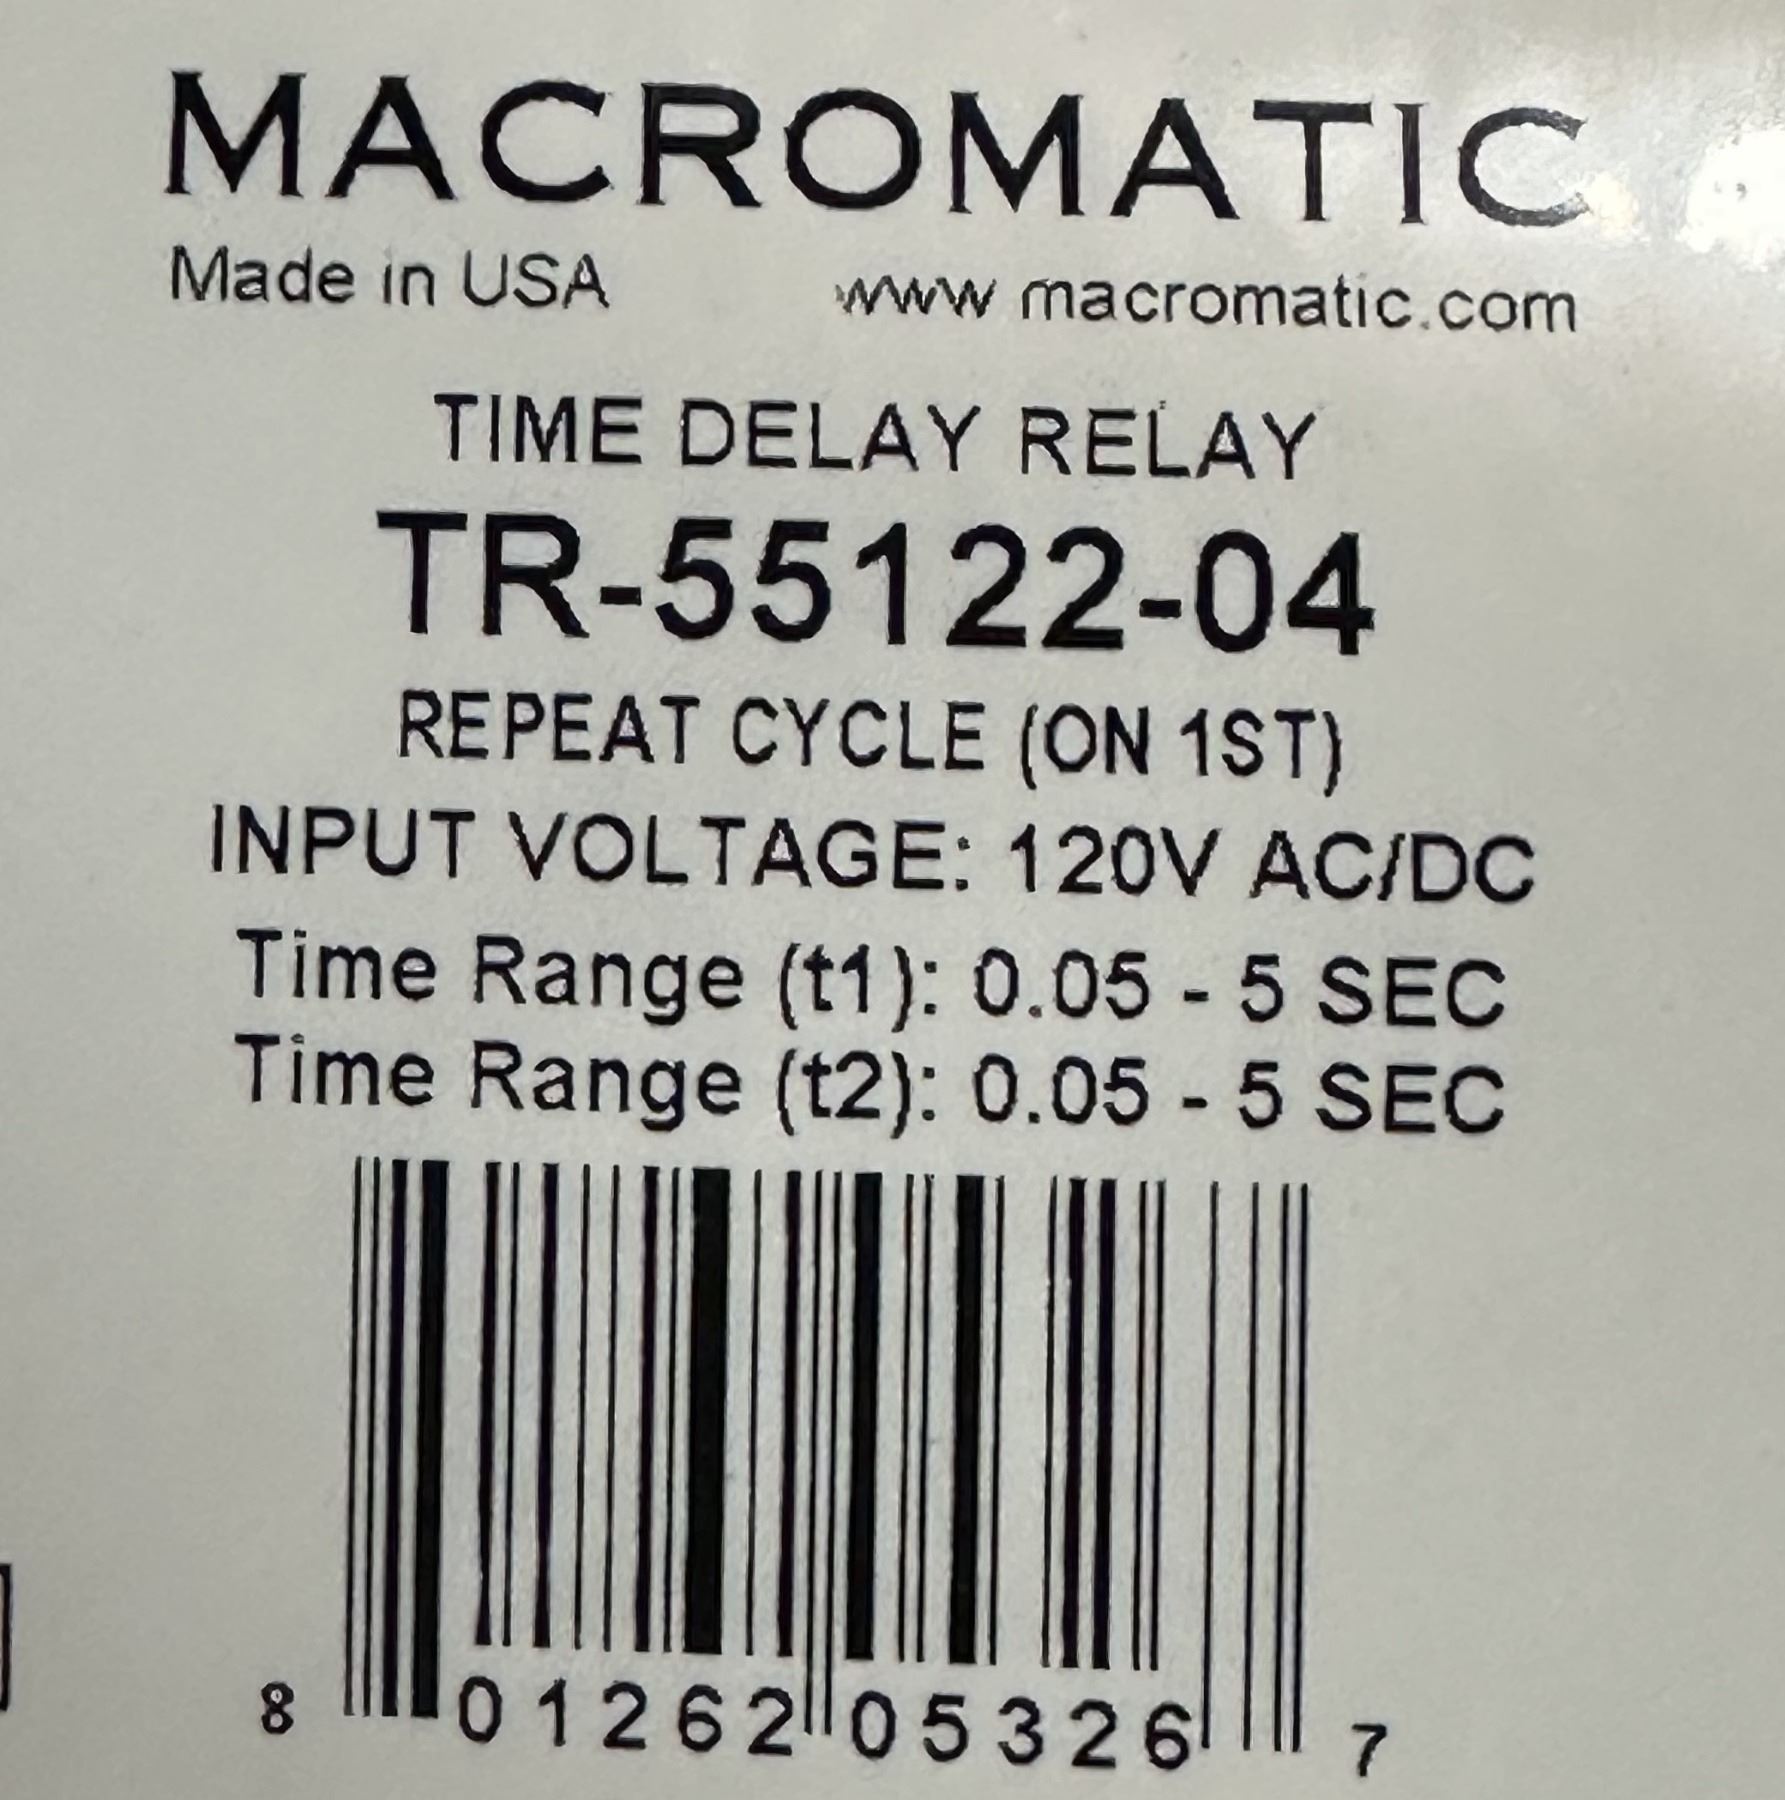 MACROMATIC
Made in USA www macromatic.com
TIME DELAY RELAY
TR-55122-04
REPEAT CYCLE (ON 1ST)
INPUT VOLTAGE: 120V AC/DC
Time Range (t1): 0.05 - 5 SEC
Time Range (t2): 0.05 - 5 SEC
8 01262 05326 7